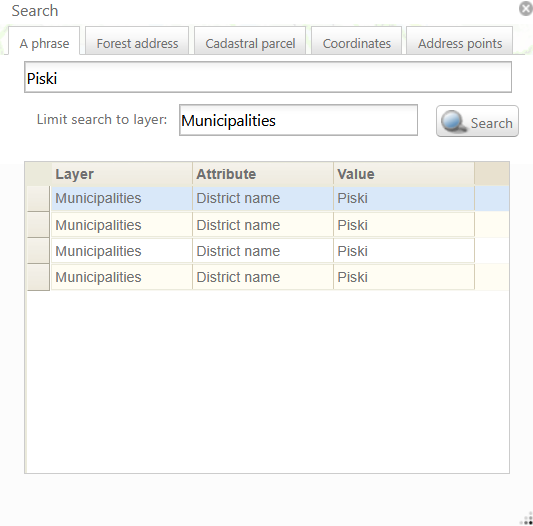 Search
A phrase Forest address Cadastral parcel Coordinates Address points
Piski
Limit search to layer: Municipalities Search
Layer Attribute Value
Municipalities District name Piski
Municipalities District name Piski
Municipalities District name Piski
Municipalities District name Piski